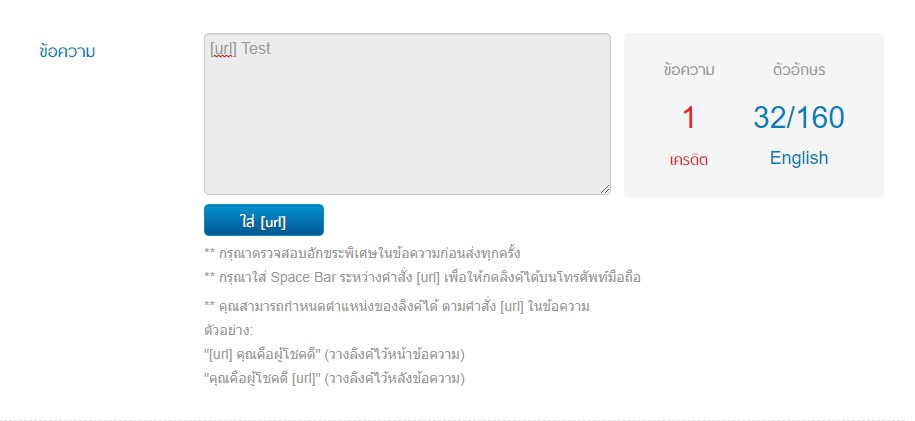 ข้อความ
[url] Test
ข้อความ ตัวอักษร
1 32/160
เครดิต English
ใส่ [url]
** กรุณาตรวจสอบอักขระพิเศษในข้อความก่อนส่งทุกครั้ง
** กรุณาใส่ Space Bar ระหว่างคำสั่ง [url] เพื่อให้กดลิงค์ได้บนโทรศัพท์มือถือ
** คุณสามารถกำหนดตำแหน่งของลิงค์ได้ ตามคำสั่ง [url] ในข้อความ
ตัวอย่าง:
"[url] คุณคือผู้โชคดี" (วางลิงค์ไว้หน้าข้อความ)
"คุณคือผู้โชคดี [url]" (วางลิงค์ไว้หลังข้อความ)